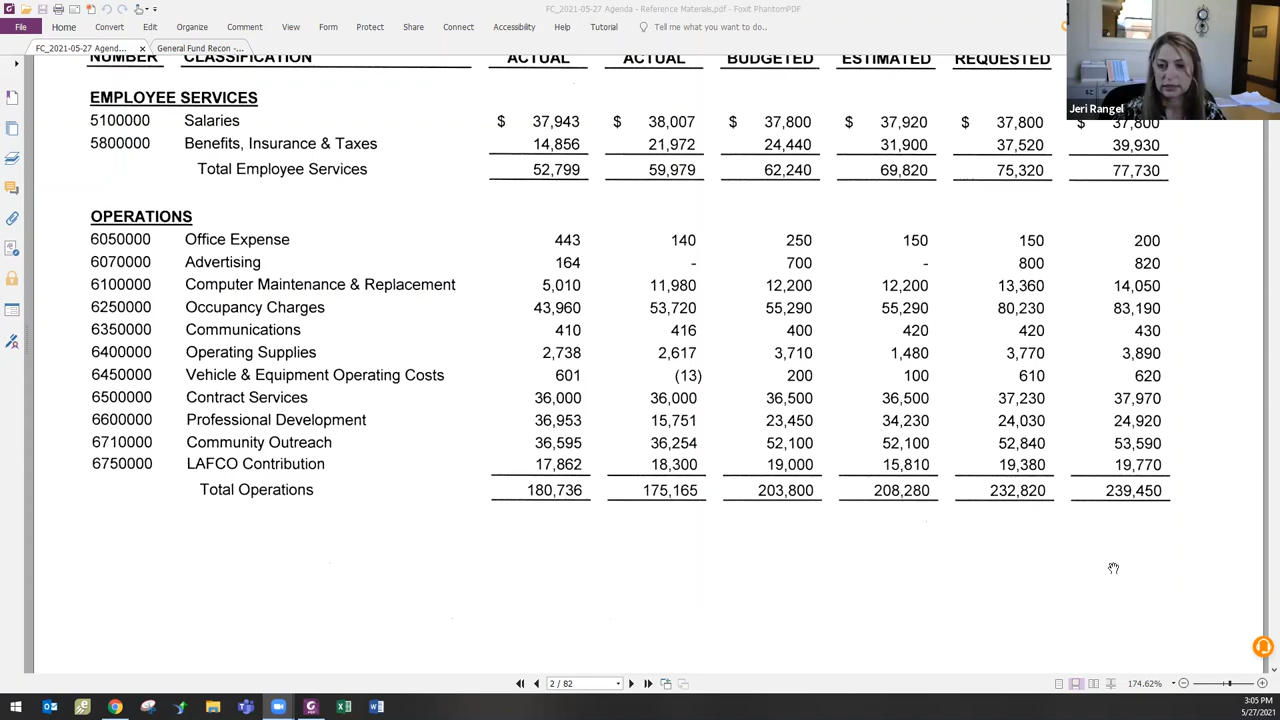 FC_2021-05-27 Agenda - Reference Materials.pdf - Foxit PhantomPDF
File Home Convert Edit Organize Comment View Form Protect Share Connect Accessibility Help Tutorial Tell me what you want to do..
FC_2021-05-27 Agend... × General Fund Recon -...
Jeri Rangel
NUMBER CLASSIFICATION ACTUAL ACTUAL BUDGETED ESTIMATED REQUESTED
EMPLOYEE SERVICES
5100000 Salaries $ 37,943 $ 38,007 $ 37,800 $ 37,920 $ 37,800 $ 37,800
5800000 Benefits, Insurance & Taxes 14,856 21,972 24,440 31,900 37,520 39,930
Total Employee Services 52,799 59,979 62,240 69,820 75,320 77,730
OPERATIONS
6050000 Office Expense 443 140 250 150 150 200
6070000 Advertising 164 - 700 - 800 820
6100000 Computer Maintenance & Replacement 5,010 11,980 12,200 12,200 13,360 14,050
6250000 Occupancy Charges 43,960 53,720 55,290 55,290 80,230 83,190
6350000 Communications 410 416 400 420 420 430
6400000 Operating Supplies 2,738 2,617 3,710 1,480 3,770 3,890
6450000 Vehicle & Equipment Operating Costs 601 (13) 200 100 610 620
6500000 Contract Services 36,000 36,000 36,500 36,500 37,230 37,970
6600000 Professional Development 36,953 15,751 23,450 34,230 24,030 24,920
6710000 Community Outreach 36,595 36,254 52,100 52,100 52,840 53,590
6750000 LAFCO Contribution 17,862 18,300 19,000 15,810 19,380 19,770
Total Operations 180,736 175,165 203,800 208,280 232,820 239,450
2 / 82 174.62%
3:05 PM
5/27/2021